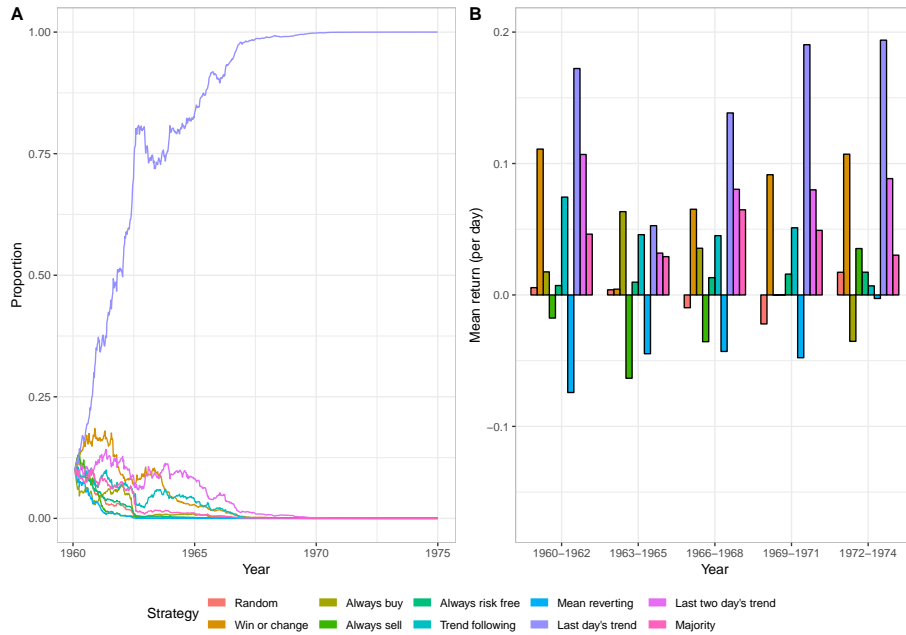 A
B
1.00
0.75
0.50
0.25
0.00
Proportion
1960
1965
1970
1975
Year
0.2
0.1
0.0
−0.1
Mean return (per day)
1960−1962
1963−1965
1966−1968
1969−1971
1972−1974
Year
Strategy
Random
Always buy
Always risk free
Mean reverting
Last two day's trend
Win or change
Always sell
Trend following
Last day's trend
Majority